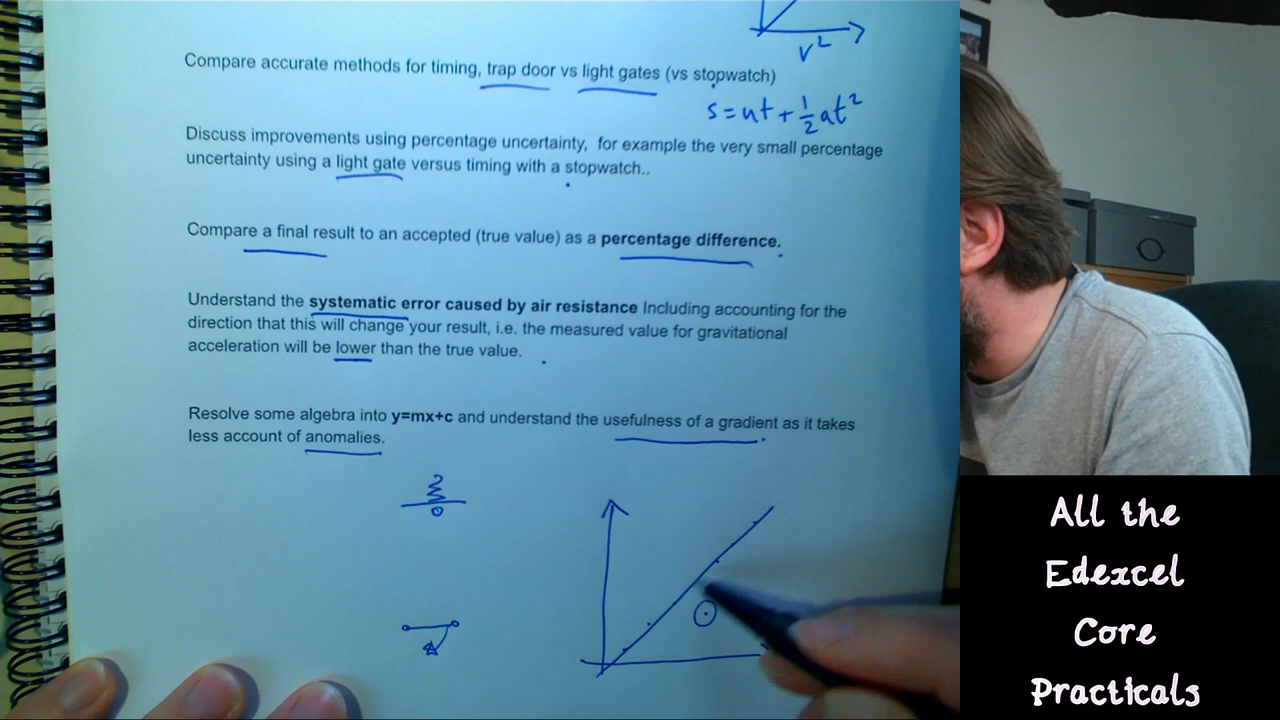 v²
Compare accurate methods for timing, trap door vs light gates (vs stopwatch)
s=ut+½at²
Discuss improvements using percentage uncertainty, for example the very small percentage
uncertainty using a light gate versus timing with a stopwatch..
Compare a final result to an accepted (true value) as a percentage difference.
Understand the systematic error caused by air resistance Including accounting for the
direction that this will change your result, i.e. the measured value for gravitational
acceleration will be lower than the true value.
Resolve some algebra into y=mx+c and understand the usefulness of a gradient as it takes
less account of anomalies.
All the
Edexcel
Core
Practicals